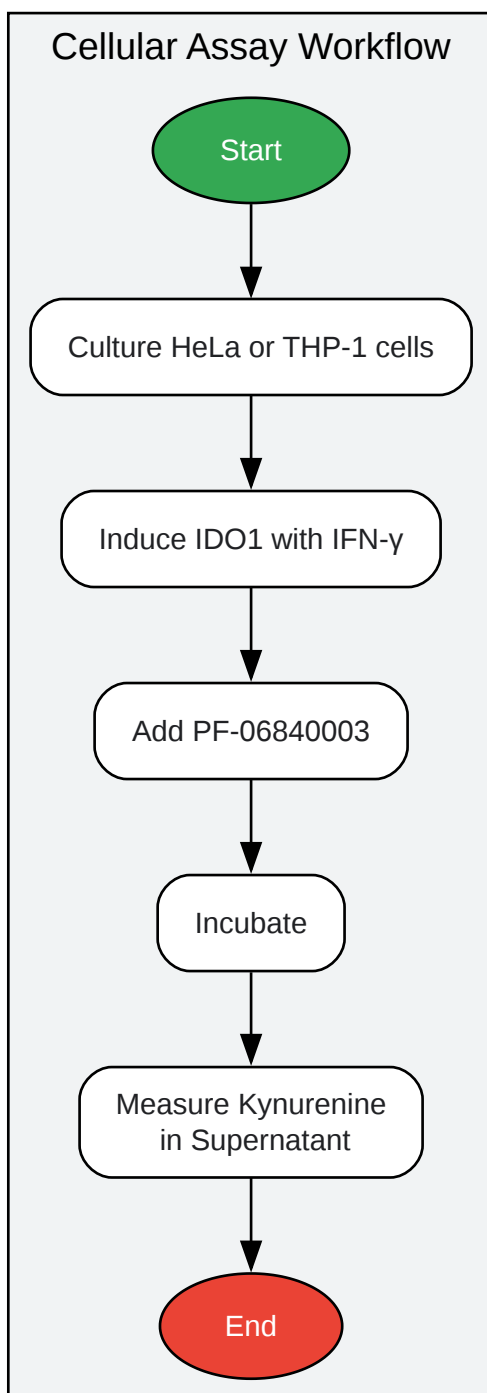 Cellular Assay Workflow
Start
Culture HeLa or THP-1 cells
Induce IDO1 with IFN-γ
Add PF-06840003
Incubate
Measure Kynurenine
in Supernatant
End